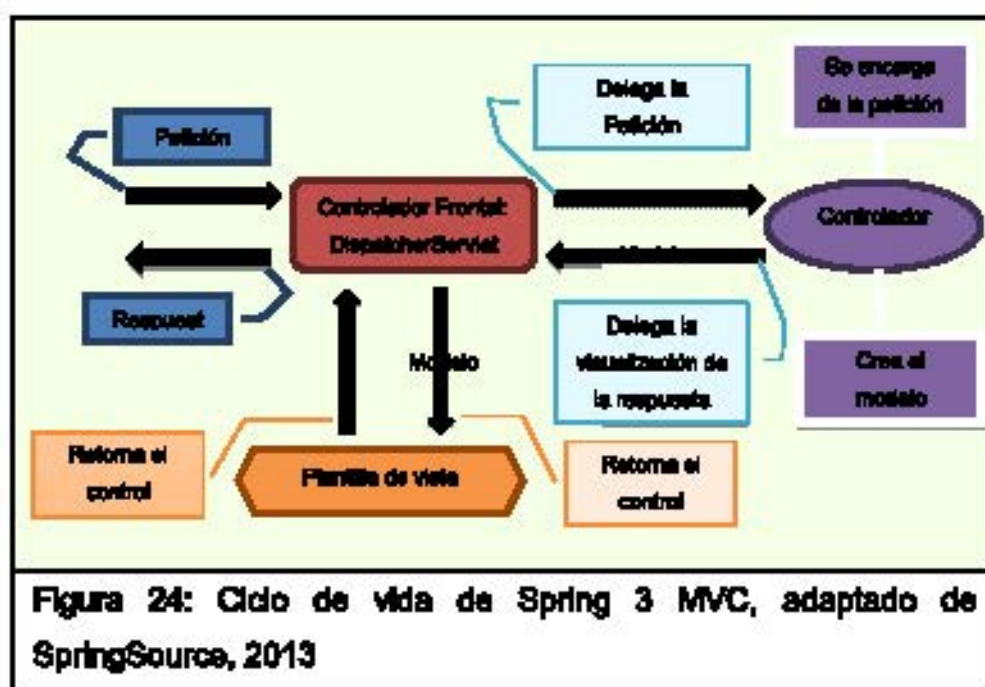 Petición
Delega la
Petición
Se encarga
de la petición
Controlador Frontal:
DispatcherServlet
Controlador
Respuest
Modelo
Delega la
visualización de
la respuesta
Crea el
modelo
Retorna el
control
Plantilla de vista
Retorna el
control
Figura 24: Ciclo de vida de Spring 3 MVC, adaptado de
SpringSource, 2013